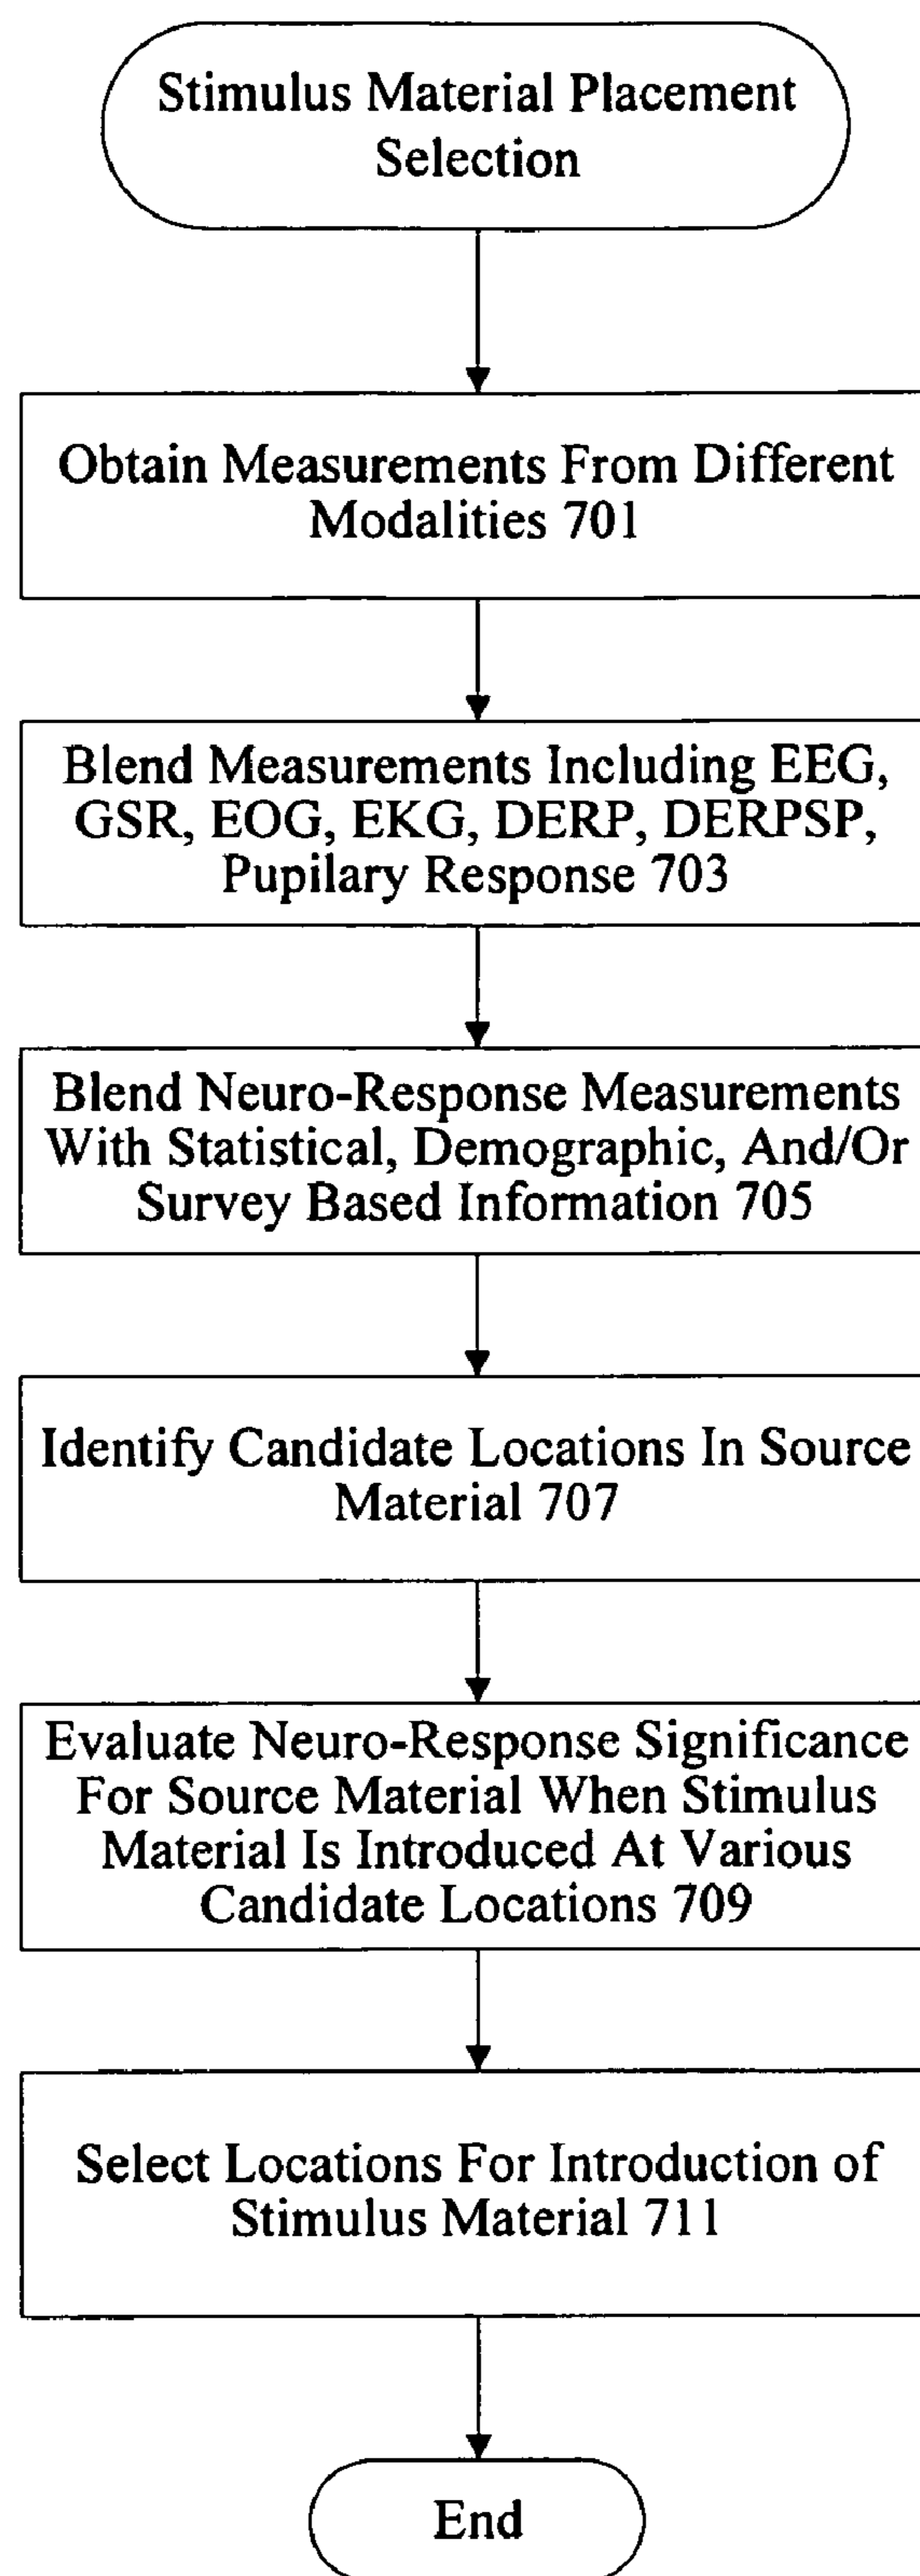 Stimulus Material Placement
Selection
Obtain Measurements From Different
Modalities 701
Blend Measurements Including EEG,
GSR, EOG, EKG, DERP, DERPSP,
Pupilary Response 703
Blend Neuro-Response Measurements
With Statistical, Demographic, And/Or
Survey Based Information 705
Identify Candidate Locations In Source
Material 707
Evaluate Neuro-Response Significance
For Source Material When Stimulus
Material Is Introduced At Various
Candidate Locations 709
Select Locations For Introduction of
Stimulus Material 711
End